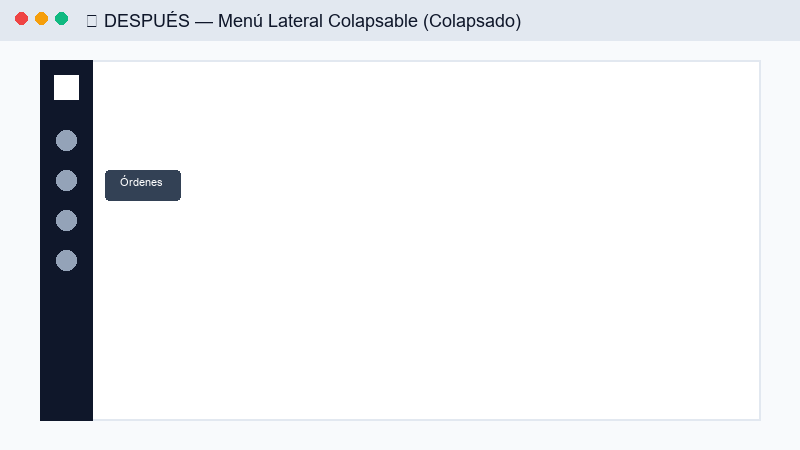 DESPUÉS — Menú Lateral Colapsable (Colapsado)
Órdenes